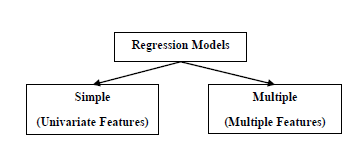 Regression Models
Simple
(Univariate Features)
Multiple
(Multiple Features)